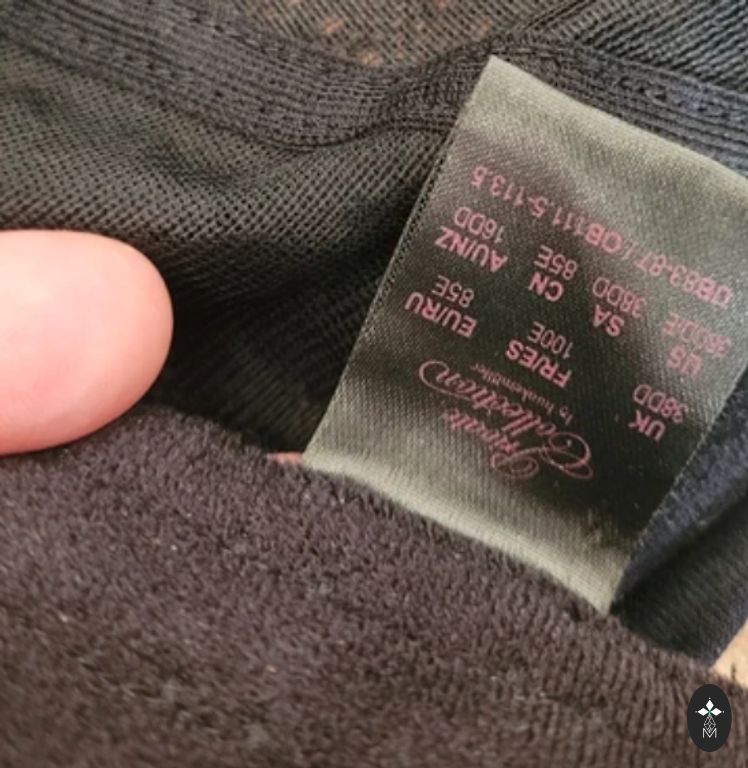 Private
Collection
by hunkemöller
UK FR/ES EU/RU
38DD 100E 85E
US SA CN AU/NZ
38DD/E 38DD 85E 16DD
UB83-87 / OB111.5-113.5
M